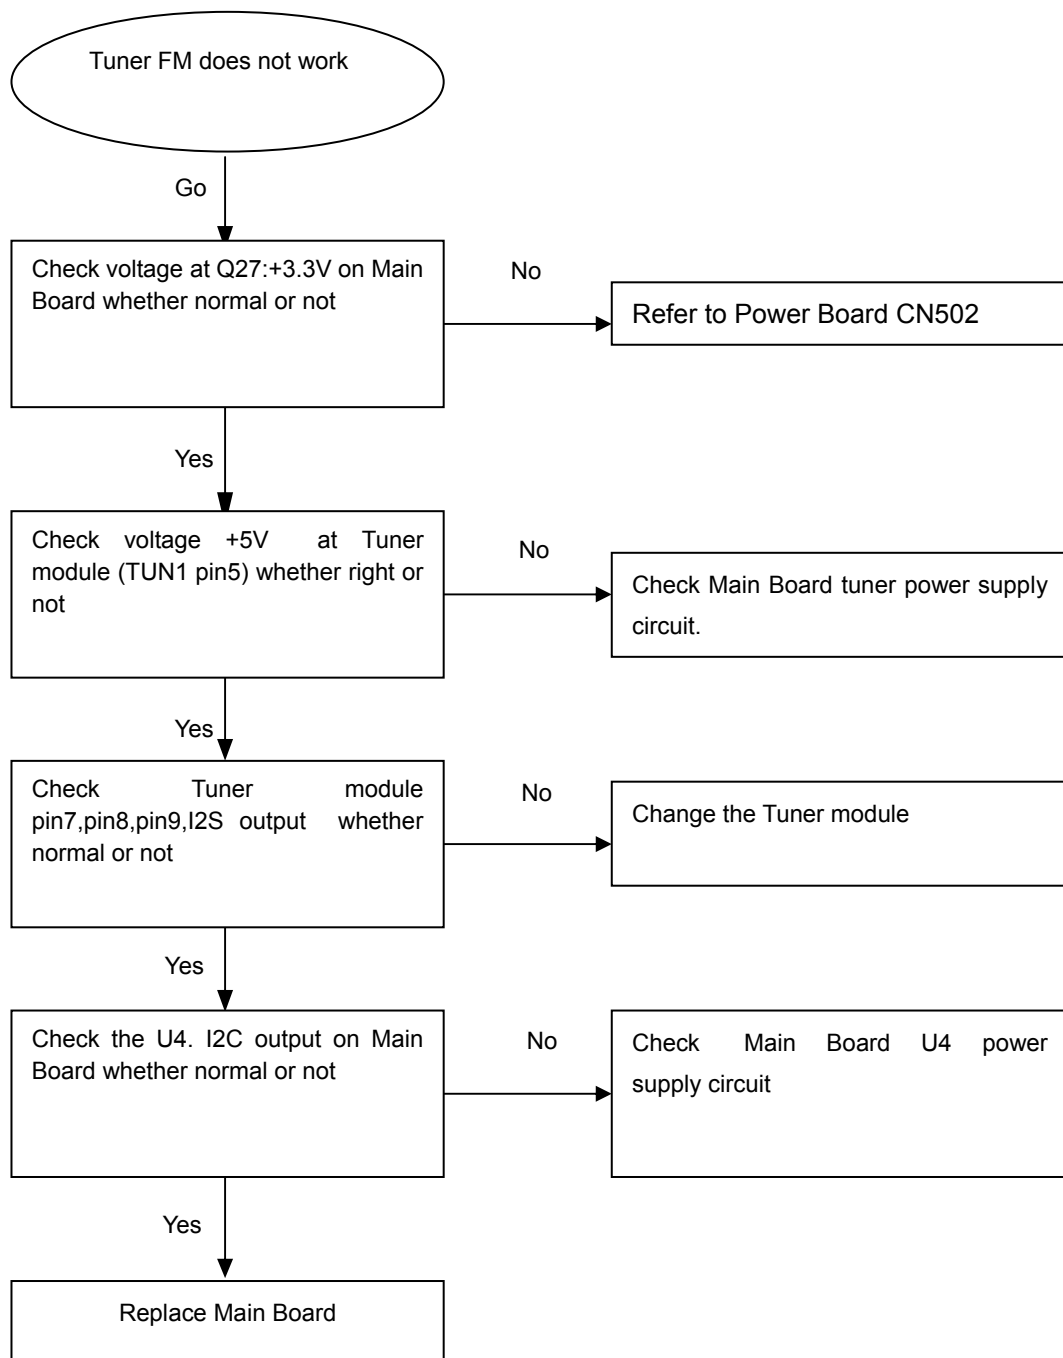 Tuner FM does not work
Go
Check voltage at Q27:+3.3V on Main
Board whether normal or not
No
Refer to Power Board CN502
Yes
Check voltage +5V at Tuner
module (TUN1 pin5) whether right or
not
No
Check Main Board tuner power supply
circuit.
Yes
Check Tuner module
pin7,pin8,pin9,I2S output whether
normal or not
No
Change the Tuner module
Yes
Check the U4. I2C output on Main
Board whether normal or not
No
Check Main Board U4 power
supply circuit
Yes
Replace Main Board